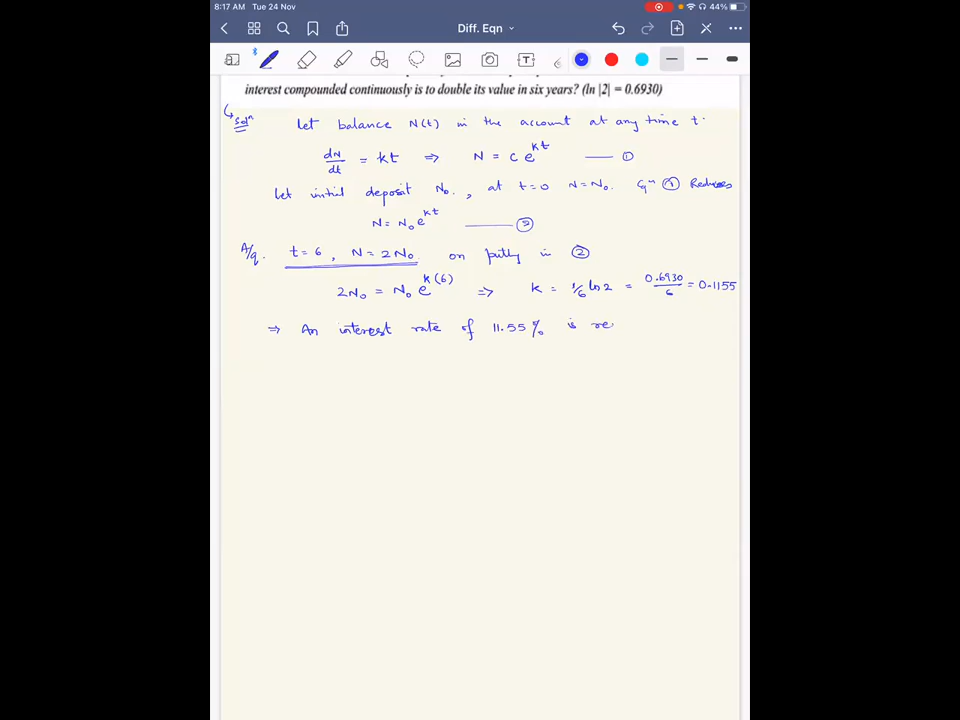 8:17 AM Tue 24 Nov 44%
Diff. Eqn
interest compounded continuously is to double its value in six years? (ln |2| = 0.6930)
Solⁿ Let balance N(t) in the account at any time t.
dN/dt = kt ⇒ N = c e^{kt} —— ①
Let initial deposit N₀., at t=0 N=N₀. Eqⁿ ① Reduces
N = N₀ e^{kt} —— ②
A/q. t=6, N = 2N₀ on putting in ②
2N₀ = N₀ e^{k(6)} ⇒ k = 1/6 ln 2 = 0.6930/6 = 0.1155
⇒ An interest rate of 11.55% is re